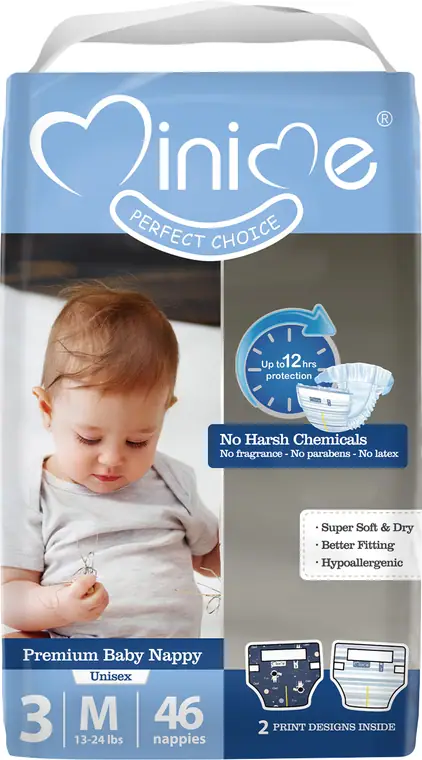 Minime®
PERFECT CHOICE
Up to 12 hrs
protection
No Harsh Chemicals
No fragrance - No parabens - No latex
· Super Soft & Dry
· Better Fitting
· Hypoallergenic
Premium Baby Nappy
Unisex
3 M 46
13-24 lbs nappies
2 PRINT DESIGNS INSIDE